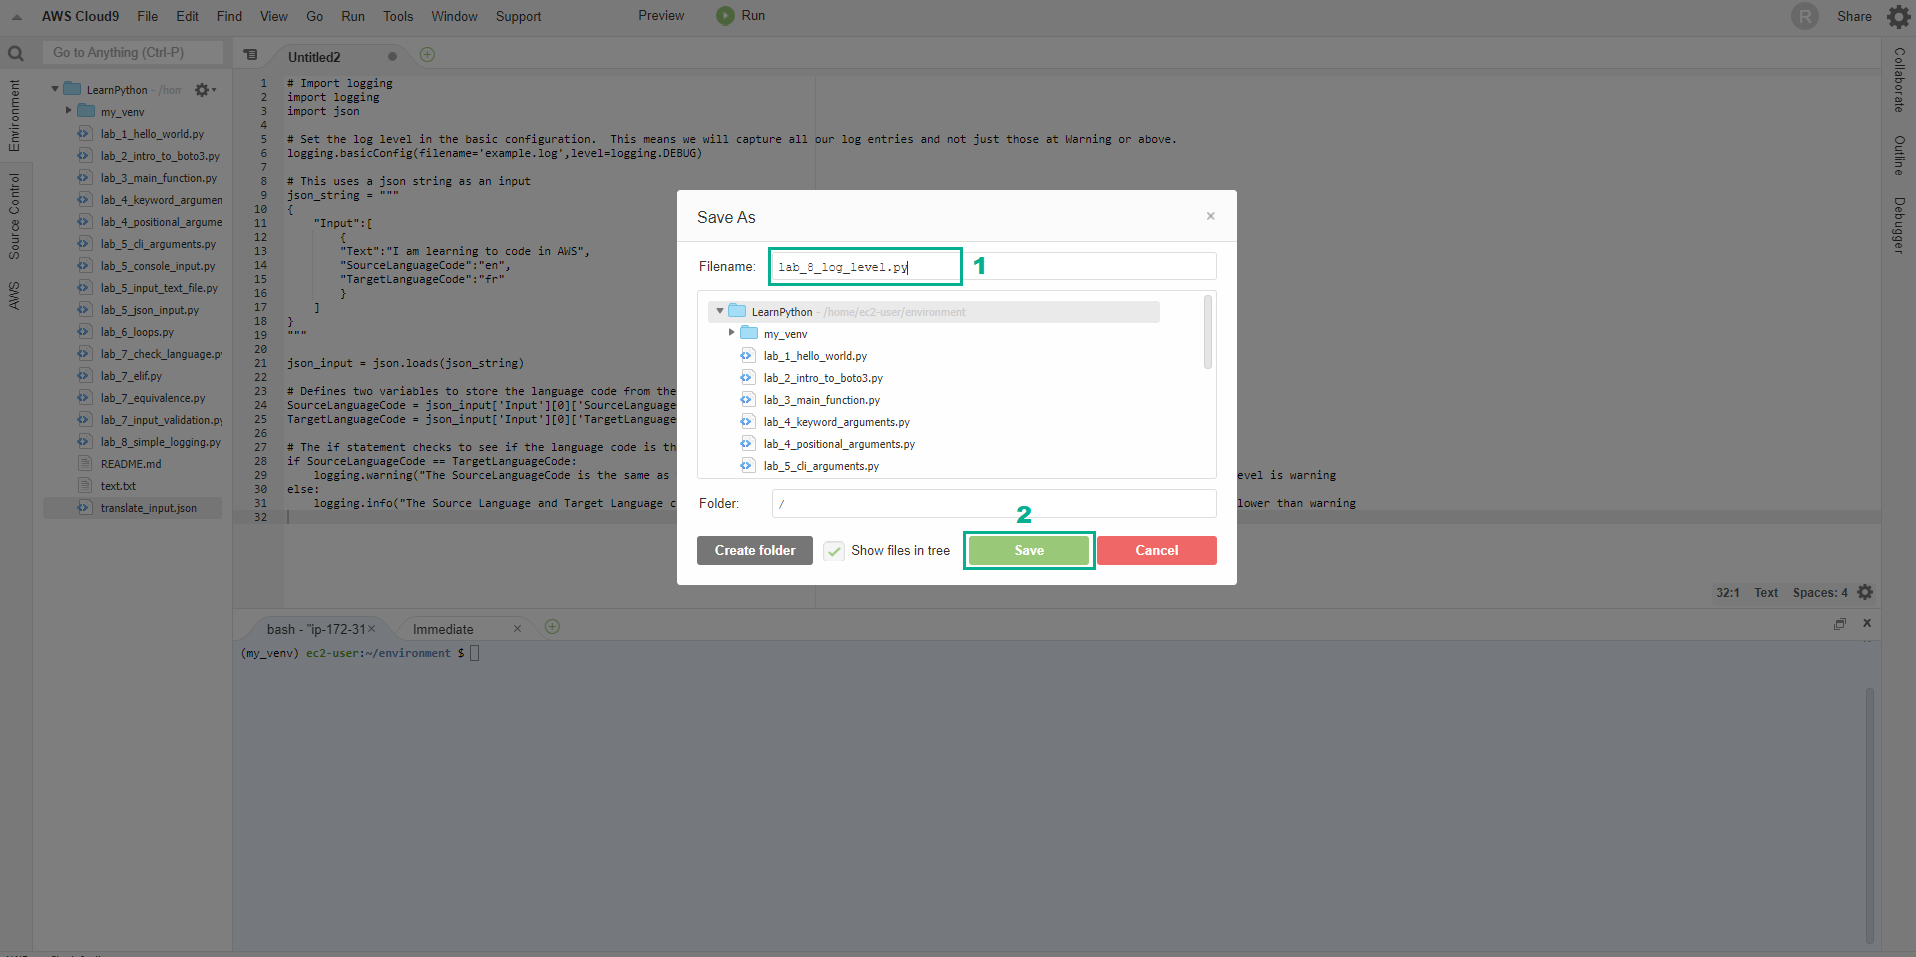 AWS Cloud9 File Edit Find View Go Run Tools Window Support Preview Run R Share
Go to Anything (Ctrl-P)
Untitled2
Environment
Source Control
AWS
LearnPython - /hom
my_venv
lab_1_hello_world.py
lab_2_intro_to_boto3.py
lab_3_main_function.py
lab_4_keyword_argumen
lab_4_positional_argume
lab_5_cli_arguments.py
lab_5_console_input.py
lab_5_input_text_file.py
lab_5_json_input.py
lab_6_loops.py
lab_7_check_language.py
lab_7_elif.py
lab_7_equivalence.py
lab_7_input_validation.py
lab_8_simple_logging.py
README.md
text.txt
translate_input.json
1 # Import logging
2 import logging
3 import json
4
5 # Set the log level in the basic configuration.  This means we will capture all our log entries and not just those at Warning or above.
6 logging.basicConfig(filename='example.log',level=logging.DEBUG)
7
8 # This uses a json string as an input
9 json_string = """
10 {
11 "Input":[
12 {
13 "Text":"I am learning to code in AWS",
14 "SourceLanguageCode":"en",
15 "TargetLanguageCode":"fr"
16 }
17 ]
18 }
19 """
20
21 json_input = json.loads(json_string)
22
23 # Defines two variables to store the language code from the
24 SourceLanguageCode = json_input['Input'][0]['SourceLanguage
25 TargetLanguageCode = json_input['Input'][0]['TargetLanguage
26
27 # The if statement checks to see if the language code is th
28 if SourceLanguageCode == TargetLanguageCode:
29 logging.warning("The SourceLanguageCode is the same as evel is warning
30 else:
31 logging.info("The Source Language and Target Language c lower than warning
32
Save As ×
Filename: lab_8_log_level.py 1
LearnPython - /home/ec2-user/environment
my_venv
lab_1_hello_world.py
lab_2_intro_to_boto3.py
lab_3_main_function.py
lab_4_keyword_arguments.py
lab_4_positional_arguments.py
lab_5_cli_arguments.py
Folder: /
2
Create folder Show files in tree Save Cancel
32:1 Text Spaces: 4
Collaborate
Outline
Debugger
bash - "ip-172-31 × Immediate ×
(my_venv) ec2-user:~/environment $